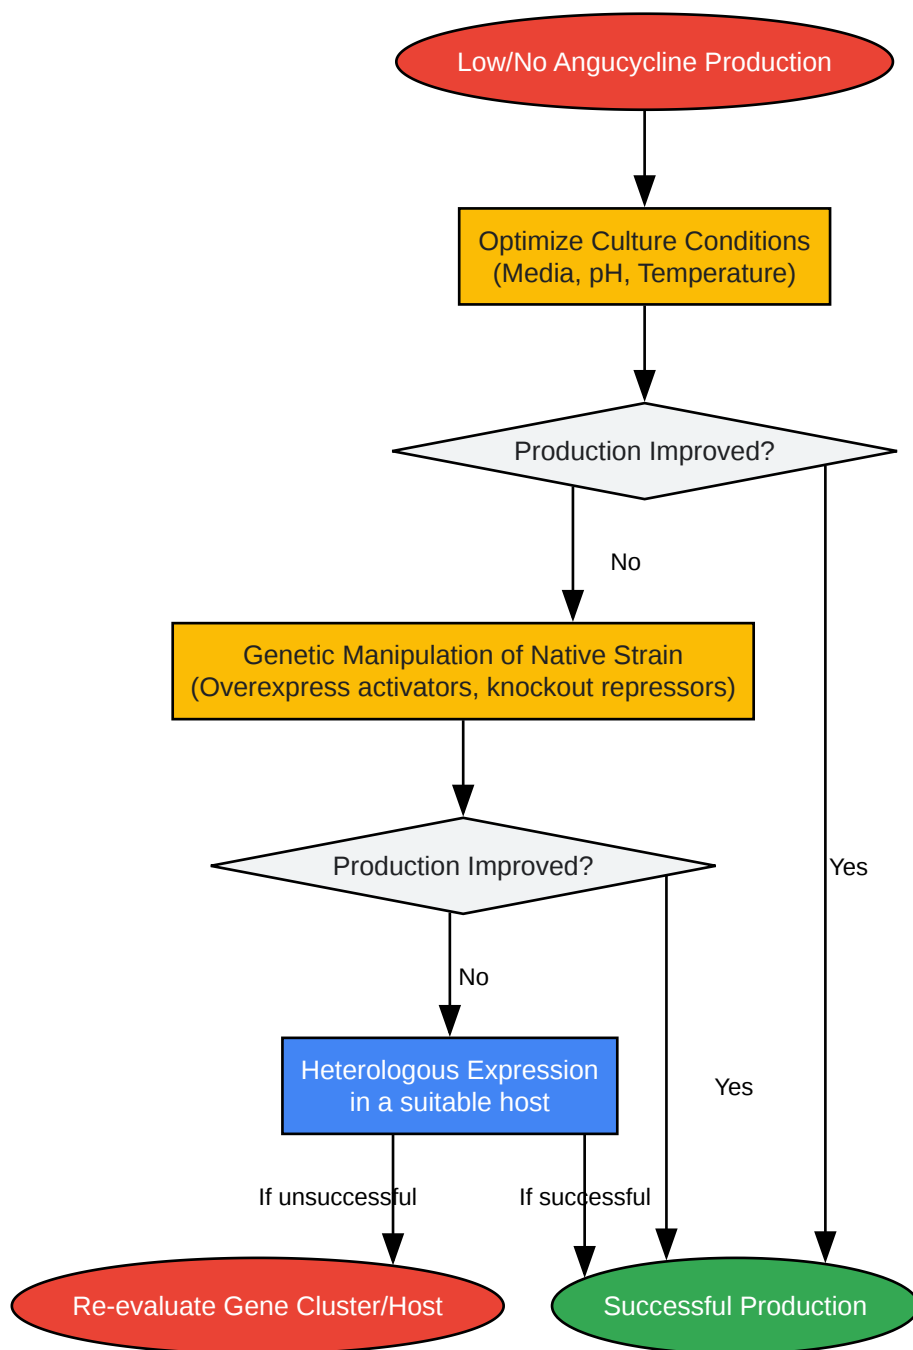 Low/No Angucycline Production
Optimize Culture Conditions
(Media, pH, Temperature)
Production Improved?
No
Genetic Manipulation of Native Strain
(Overexpress activators, knockout repressors)
Production Improved?
Yes
No
Heterologous Expression
in a suitable host
Yes
If unsuccessful
If successful
Re-evaluate Gene Cluster/Host
Successful Production